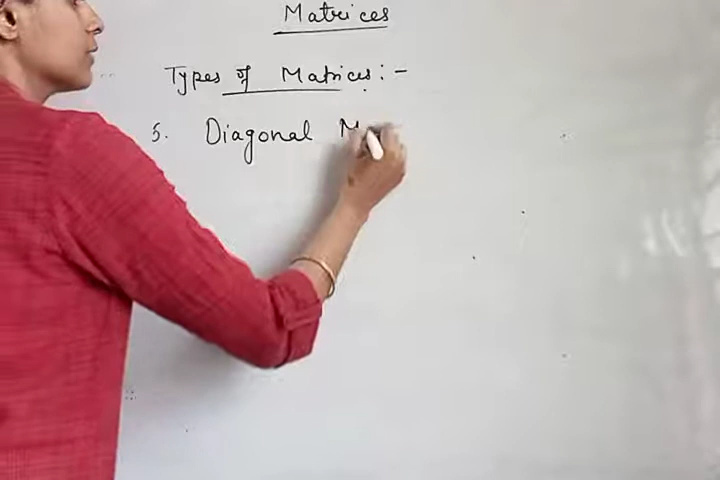 Matrices
Types of Matrices :-
5. Diagonal M